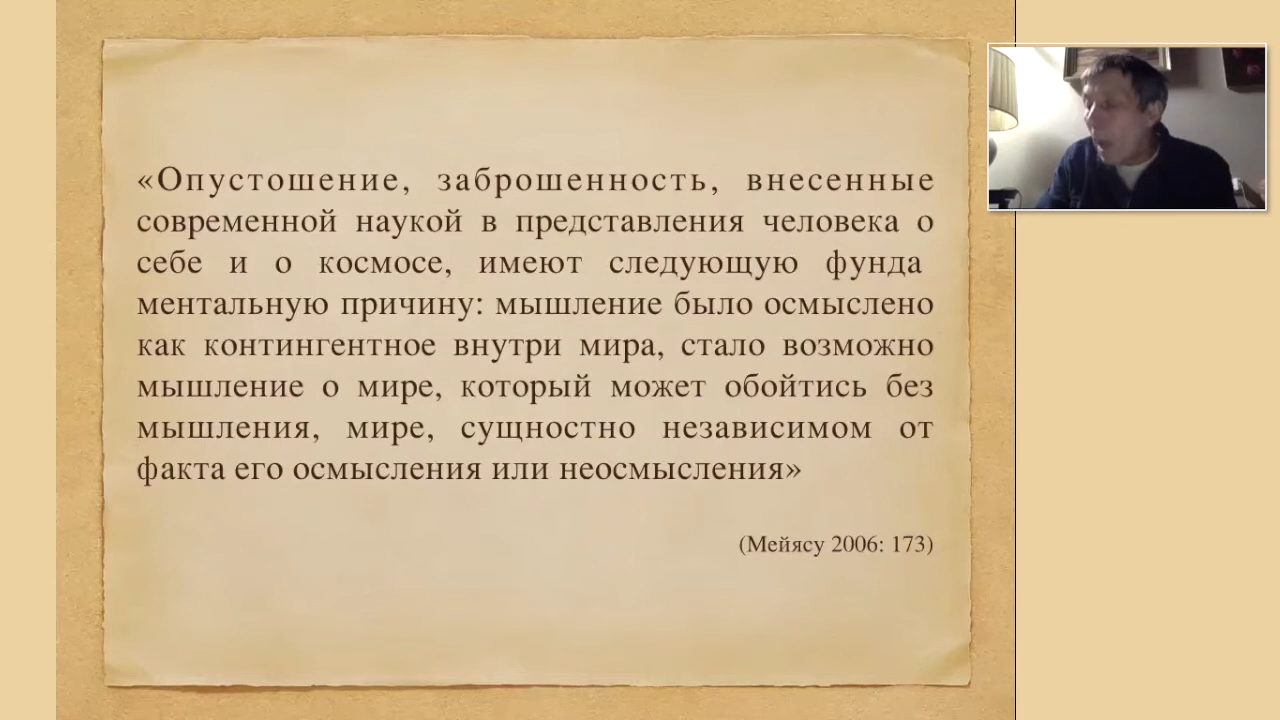 «Опустошение, заброшенность, внесенные
современной наукой в представления человека о
себе и о космосе, имеют следующую фунда
ментальную причину: мышление было осмыслено
как контингентное внутри мира, стало возможно
мышление о мире, который может обойтись без
мышления, мире, сущностно независимом от
факта его осмысления или неосмысления»
(Мейясу 2006: 173)